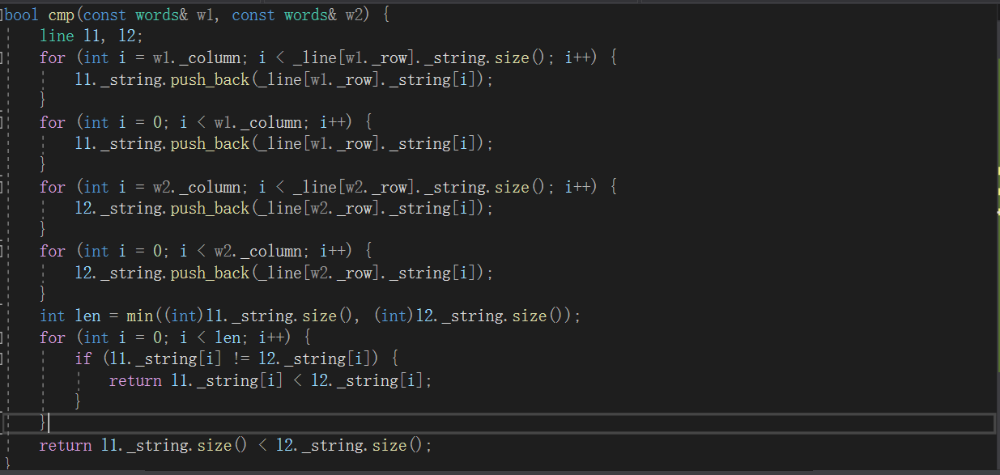 bool cmp(const words& w1, const words& w2) {
    line l1, l2;
    for (int i = w1._column; i < _line[w1._row]._string.size(); i++) {
        l1._string.push_back(_line[w1._row]._string[i]);
    }
    for (int i = 0; i < w1._column; i++) {
        l1._string.push_back(_line[w1._row]._string[i]);
    }
    for (int i = w2._column; i < _line[w2._row]._string.size(); i++) {
        l2._string.push_back(_line[w2._row]._string[i]);
    }
    for (int i = 0; i < w2._column; i++) {
        l2._string.push_back(_line[w2._row]._string[i]);
    }
    int len = min((int)l1._string.size(), (int)l2._string.size());
    for (int i = 0; i < len; i++) {
        if (l1._string[i] != l2._string[i]) {
            return l1._string[i] < l2._string[i];
        }
    }
    return l1._string.size() < l2._string.size();
}